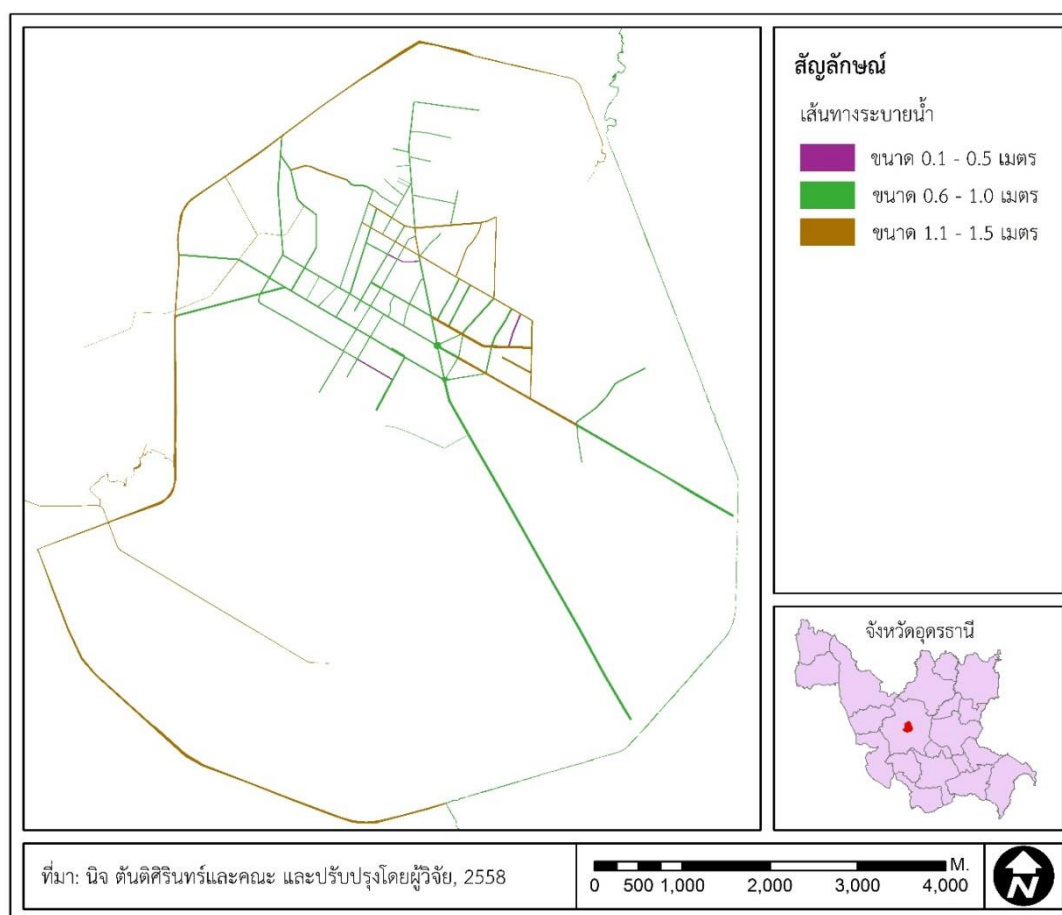 สัญลักษณ์
เส้นทางระบายน้ำ
ขนาด 0.1 - 0.5 เมตร
ขนาด 0.6 - 1.0 เมตร
ขนาด 1.1 - 1.5 เมตร
จังหวัดอุดรธานี
ที่มา: นิจ ตันติศิรินทร์และคณะ และปรับปรุงโดยผู้วิจัย, 2558
M.
0 500 1,000 2,000 3,000 4,000
N